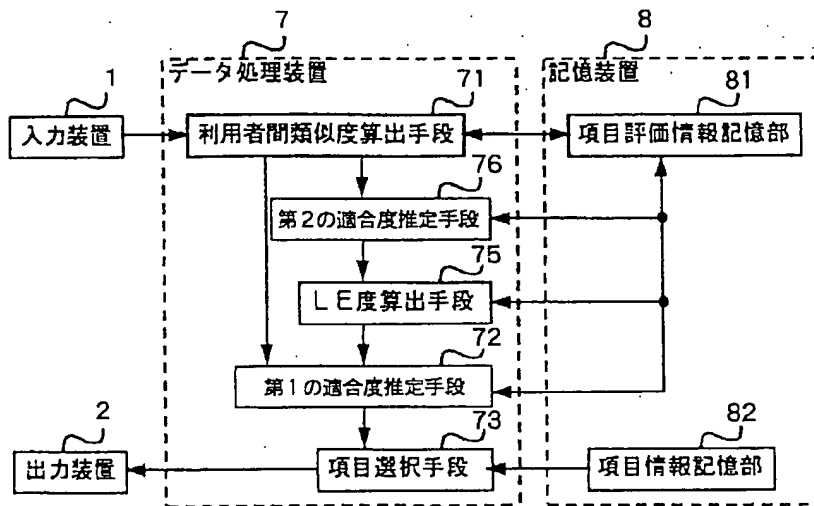 7
8
データ処理装置
記憶装置
1
71
81
入力装置
利用者間類似度算出手段
項目評価情報記憶部
76
第2の適合度推定手段
75
LE度算出手段
72
第1の適合度推定手段
2
73
82
出力装置
項目選択手段
項目情報記憶部